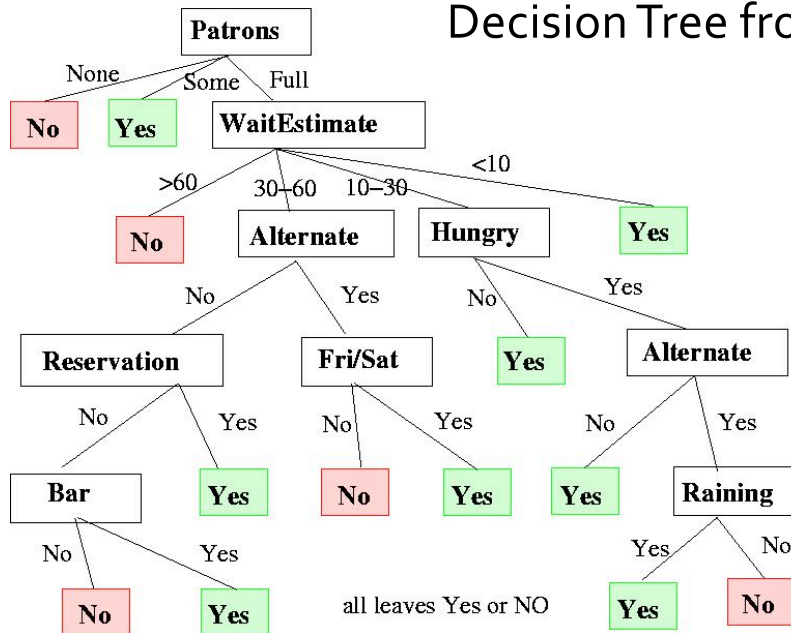 Decision Tree fro
Patrons
None Some Full
No Yes WaitEstimate
>60 30–60 10–30 <10
No Alternate Hungry Yes
No Yes No Yes
Reservation Fri/Sat Yes Alternate
No Yes No Yes No Yes
Bar Yes No Yes Yes Raining
No Yes Yes No
No Yes all leaves Yes or NO Yes No